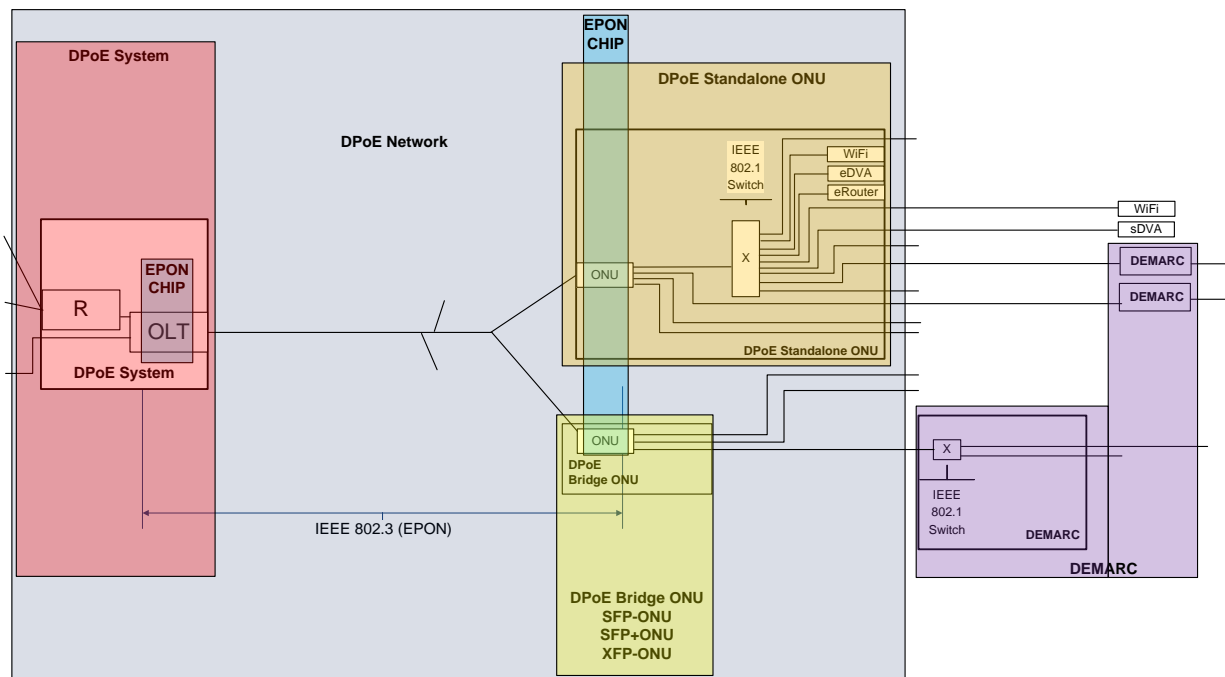 DPoE System
EPON
CHIP
DPoE Standalone ONU
DPoE Network
IEEE
802.1
Switch
WiFi
eDVA
eRouter
WiFi
sDVA
X
EPON
CHIP
ONU
DEMARC
DEMARC
R
OLT
DPoE System
DPoE Standalone ONU
ONU
DPoE
Bridge ONU
X
IEEE
802.1
Switch
DEMARC
IEEE 802.3 (EPON)
DEMARC
DPoE Bridge ONU
SFP-ONU
SFP+ONU
XFP-ONU